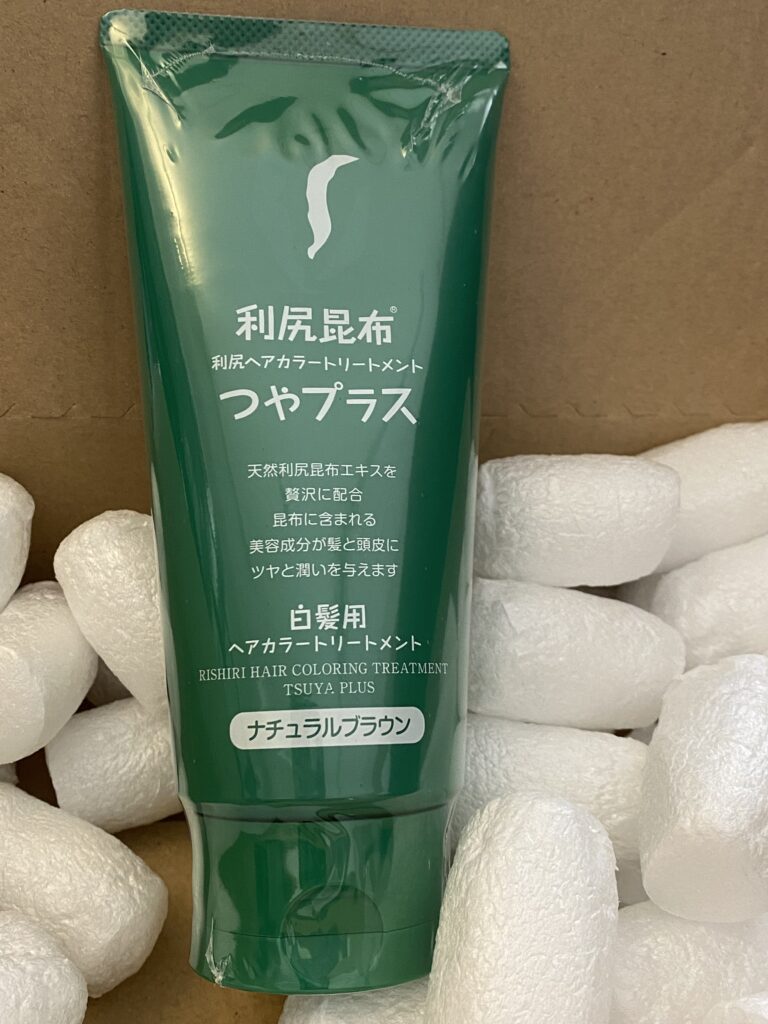 利尻昆布®
利尻ヘアカラートリートメント
つやプラス
天然利尻昆布エキスを
贅沢に配合
昆布に含まれる
美容成分が髪と頭皮に
ツヤと潤いを与えます
白髪用
ヘアカラートリートメント
RISHIRI HAIR COLORING TREATMENT
TSUYA PLUS
ナチュラルブラウン